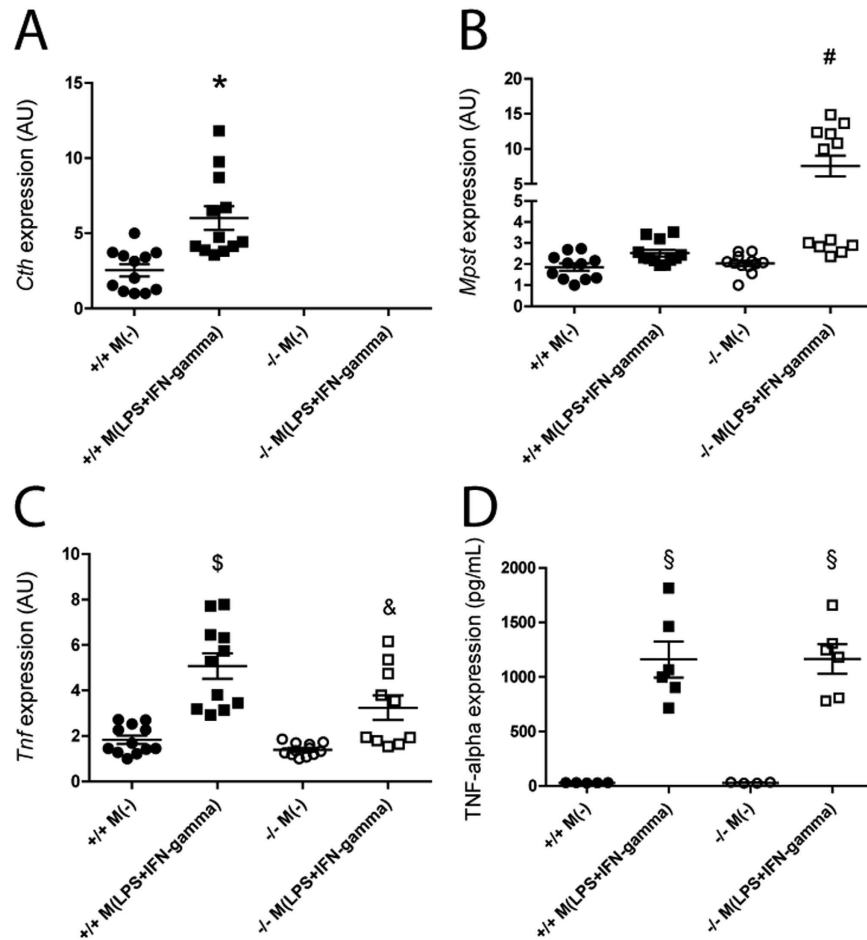 A
B
*
#
Cth expression (AU)
15
10
5
0
+/+ M(-)
+/+ M(LPS+IFN-gamma)
-/- M(-)
-/- M(LPS+IFN-gamma)
Mpst expression (AU)
20
15
10
5
5
4
3
2
1
0
+/+ M(-)
+/+ M(LPS+IFN-gamma)
-/- M(-)
-/- M(LPS+IFN-gamma)
C
D
$
&
§
§
Tnf expression (AU)
10
8
6
4
2
0
+/+ M(-)
+/+ M(LPS+IFN-gamma)
-/- M(-)
-/- M(LPS+IFN-gamma)
TNF-alpha expression (pg/mL)
2000
1500
1000
500
0
+/+ M(-)
+/+ M(LPS+IFN-gamma)
-/- M(-)
-/- M(LPS+IFN-gamma)